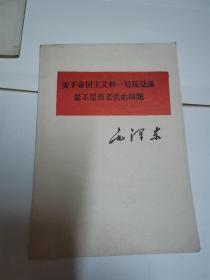 关于帝国主义和一切反动派
是不是真老虎的问题
毛泽东